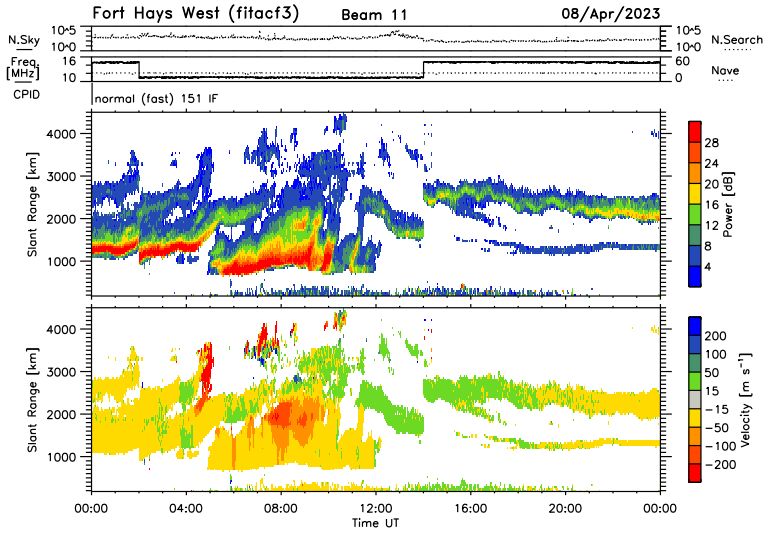 Fort Hays West (fitacf3) Beam 11 08/Apr/2023
N.Sky 10^5 10^0 10^5 10^0 N.Search
Freq. [MHz] 16 10 60 0 Nave
CPID normal (fast) 151 IF
Slant Range [km] 4000 3000 2000 1000
28 24 20 16 12 8 4 Power [dB]
Slant Range [km] 4000 3000 2000 1000
200 100 50 15 -15 -50 -100 -200 Velocity [m s⁻¹]
00:00 04:00 08:00 12:00 16:00 20:00 00:00
Time UT